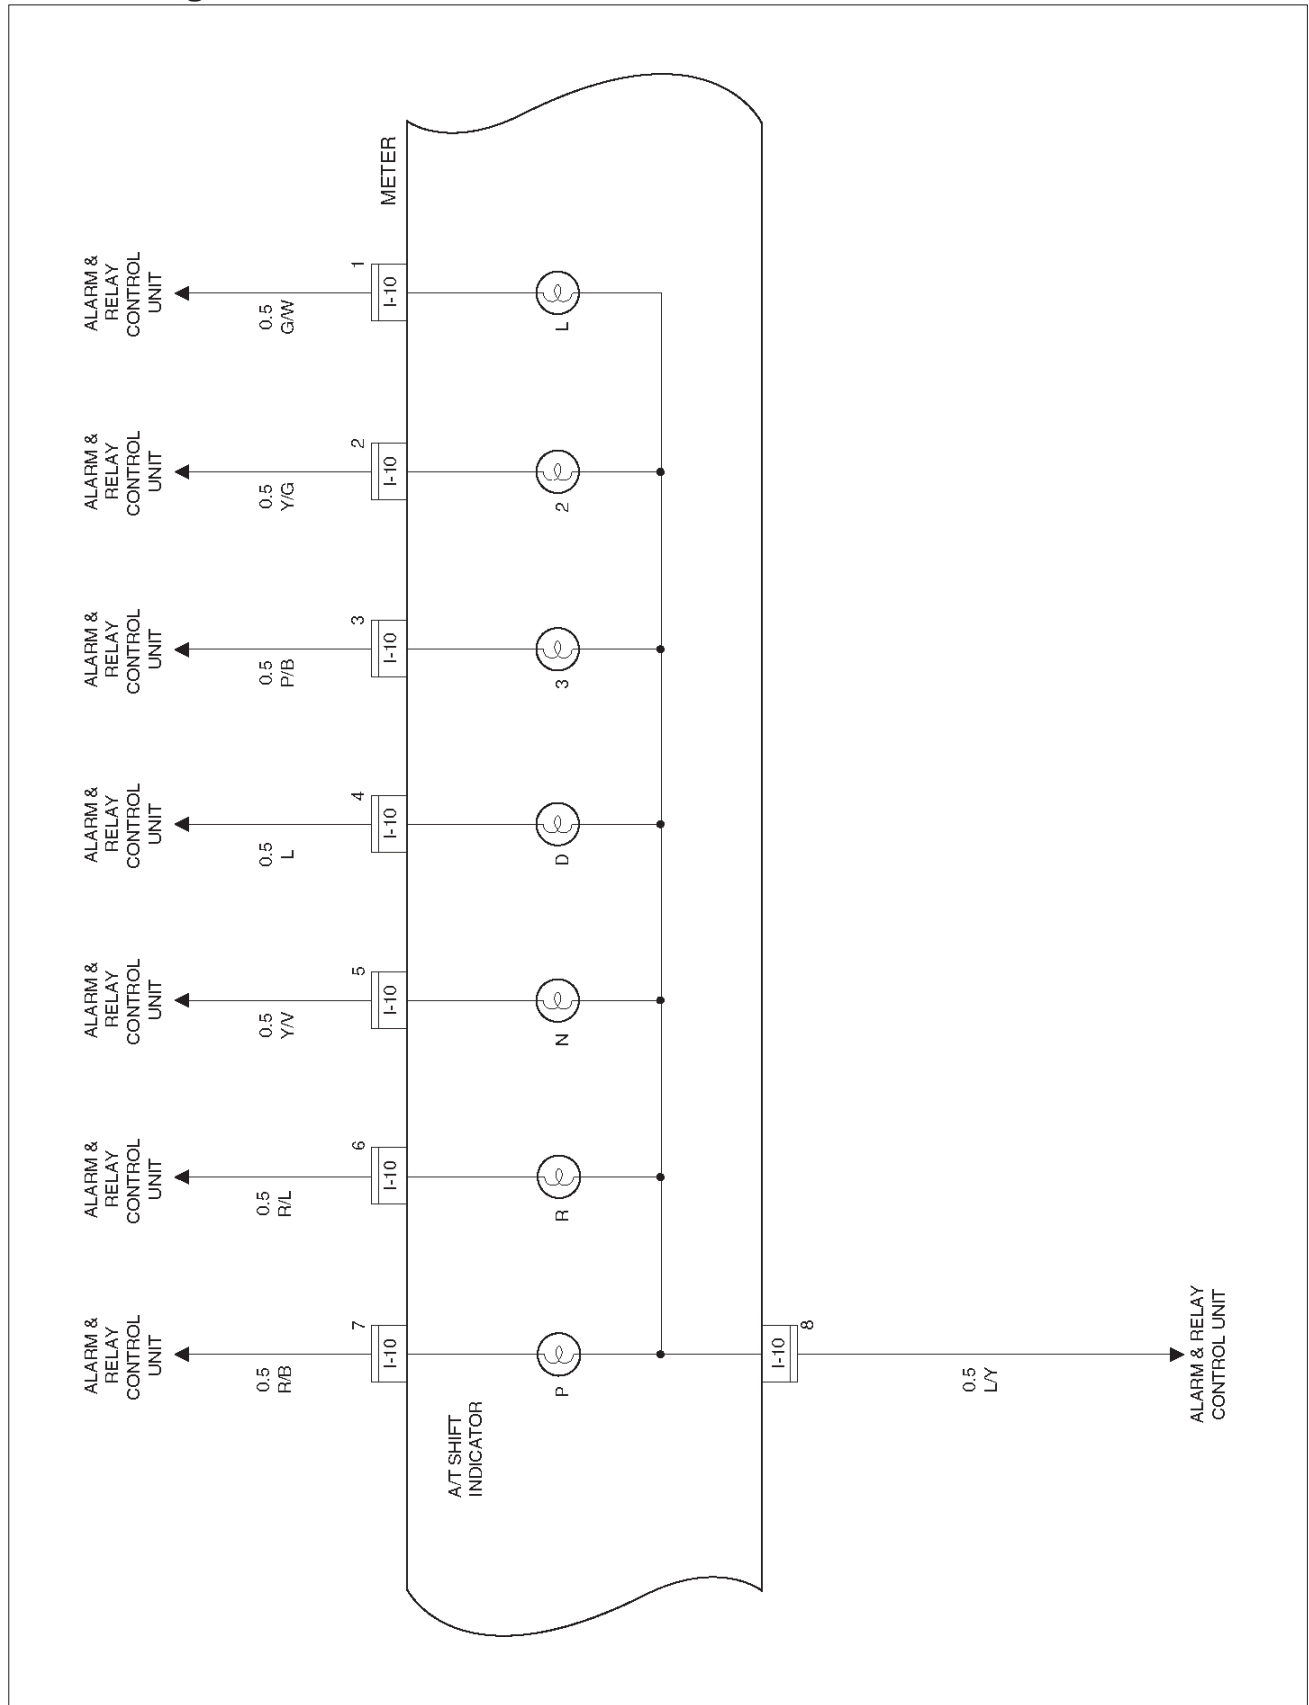 ALARM &
RELAY
CONTROL
UNIT
ALARM &
RELAY
CONTROL
UNIT
ALARM &
RELAY
CONTROL
UNIT
ALARM &
RELAY
CONTROL
UNIT
ALARM &
RELAY
CONTROL
UNIT
ALARM &
RELAY
CONTROL
UNIT
ALARM &
RELAY
CONTROL
UNIT
0.5
R/B
0.5
R/L
0.5
Y/V
0.5
L
0.5
P/B
0.5
Y/G
0.5
G/W
7
I-10
6
I-10
5
I-10
4
I-10
3
I-10
2
I-10
1
I-10
METER
A/T SHIFT
INDICATOR
P
R
N
D
3
2
L
I-10
8
0.5
L/Y
ALARM & RELAY
CONTROL UNIT